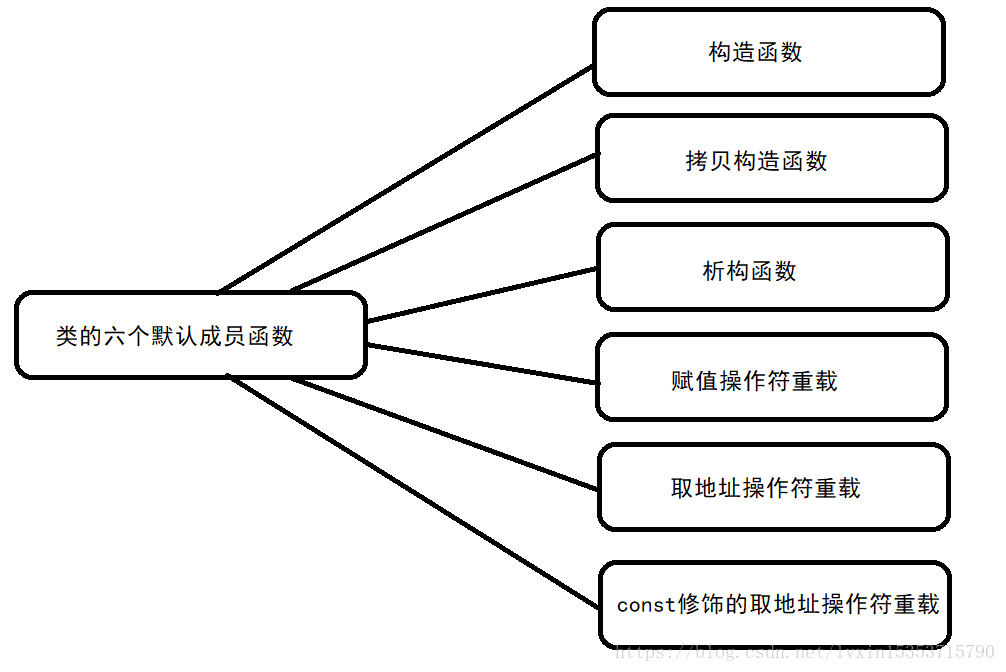 构造函数
拷贝构造函数
析构函数
类的六个默认成员函数
赋值操作符重载
取地址操作符重载
const修饰的取地址操作符重载
https://blog.csdn.net/lvxin15353715790